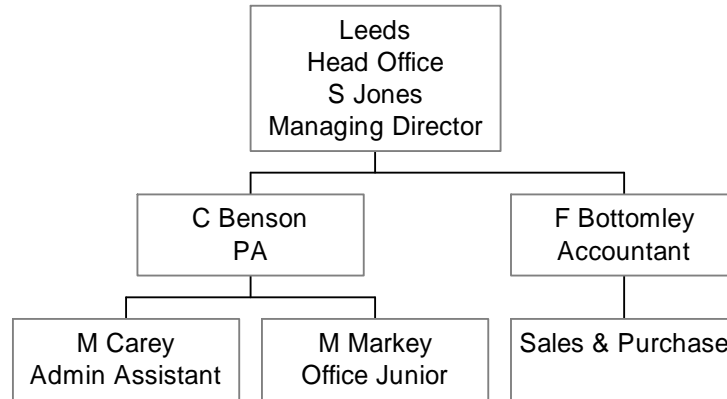 Leeds
Head Office
S Jones
Managing Director
C Benson
PA
F Bottomley
Accountant
M Carey
Admin Assistant
M Markey
Office Junior
Sales & Purchase